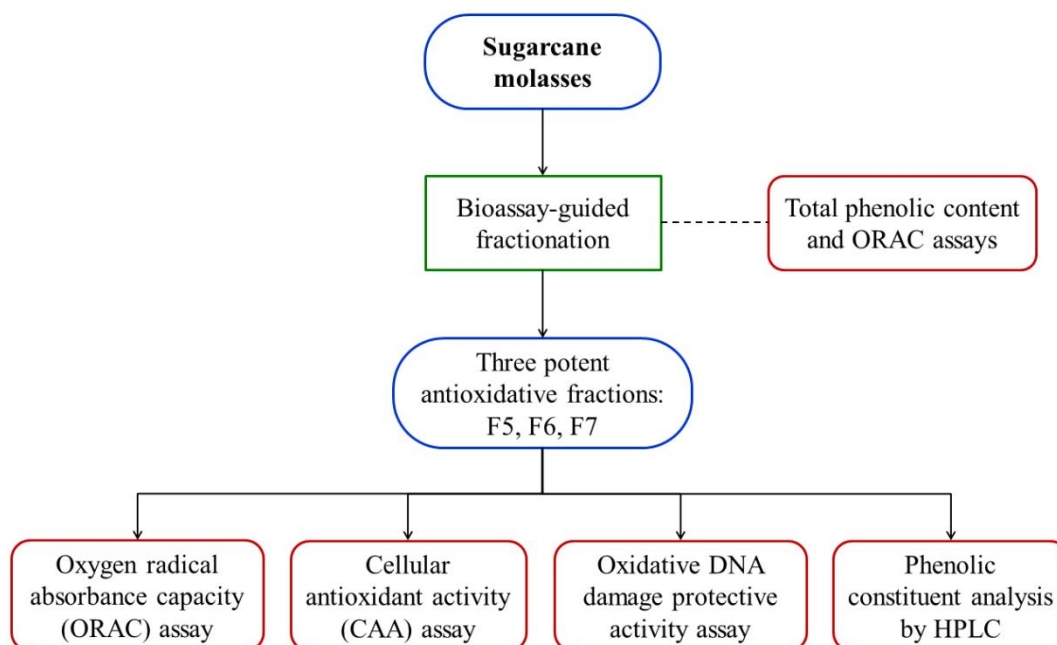 Sugarcane
molasses
Bioassay-guided
fractionation
Total phenolic content
and ORAC assays
Three potent
antioxidative fractions:
F5, F6, F7
Oxygen radical
absorbance capacity
(ORAC) assay
Cellular
antioxidant activity
(CAA) assay
Oxidative DNA
damage protective
activity assay
Phenolic
constituent analysis
by HPLC